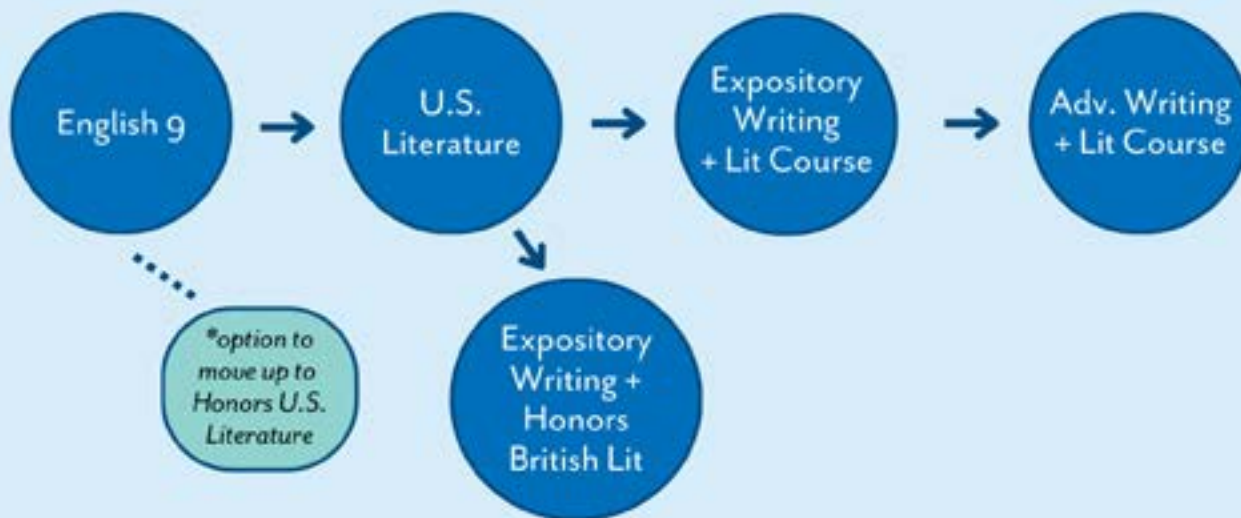 English 9
U.S.
Literature
Expository
Writing
+ Lit Course
Adv. Writing
+ Lit Course
*option to
move up to
Honors U.S.
Literature
Expository
Writing +
Honors
British Lit